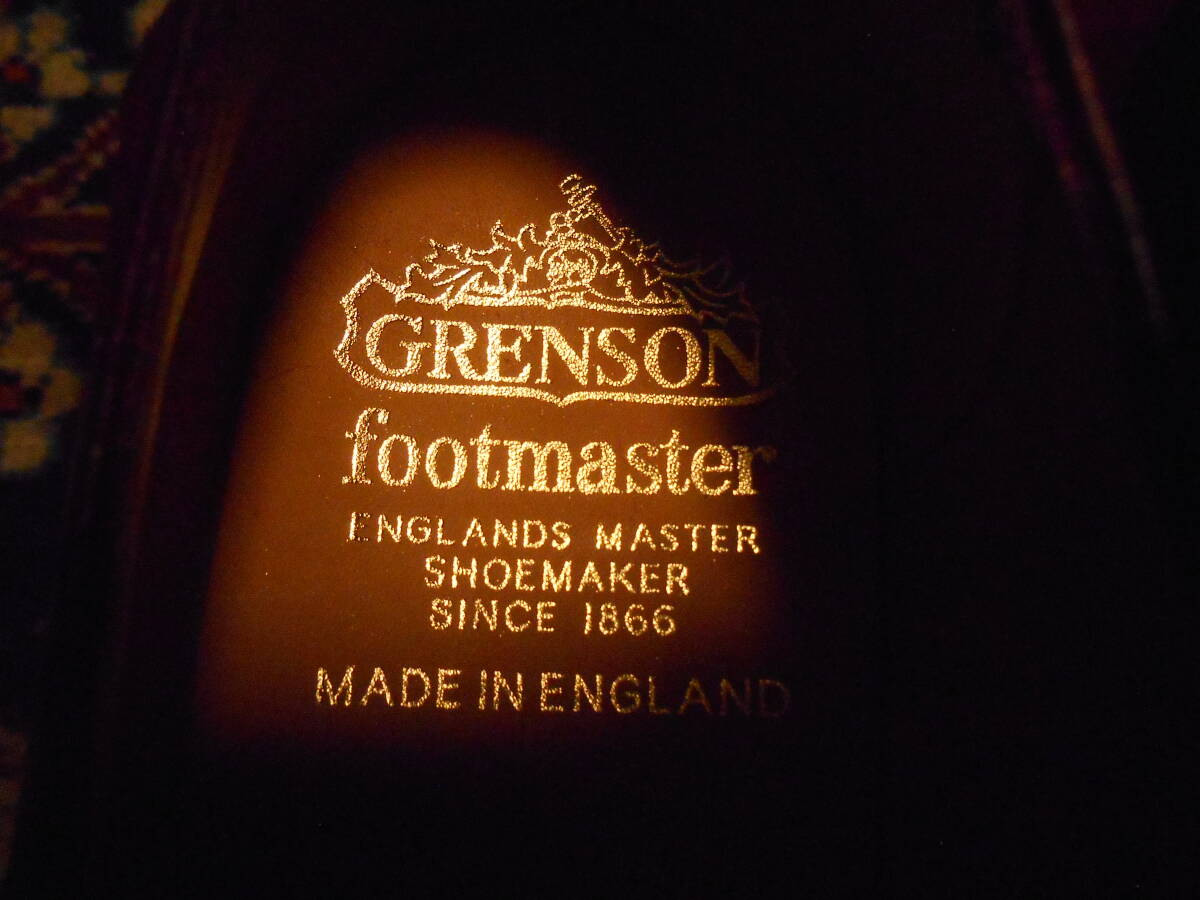 GRENSON
footmaster
ENGLANDS MASTER
SHOEMAKER
SINCE 1866
MADE IN ENGLAND